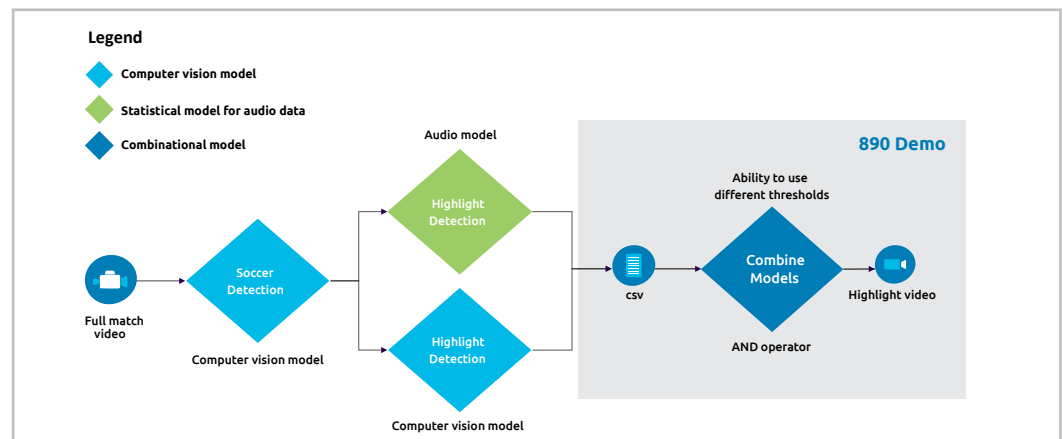 Legend
Computer vision model
Statistical model for audio data
Combinational model
Full match
video
Soccer
Detection
Computer vision model
Audio model
Highlight
Detection
Highlight
Detection
Computer vision model
890 Demo
csv
Ability to use
different thresholds
Combine
Models
AND operator
Highlight video